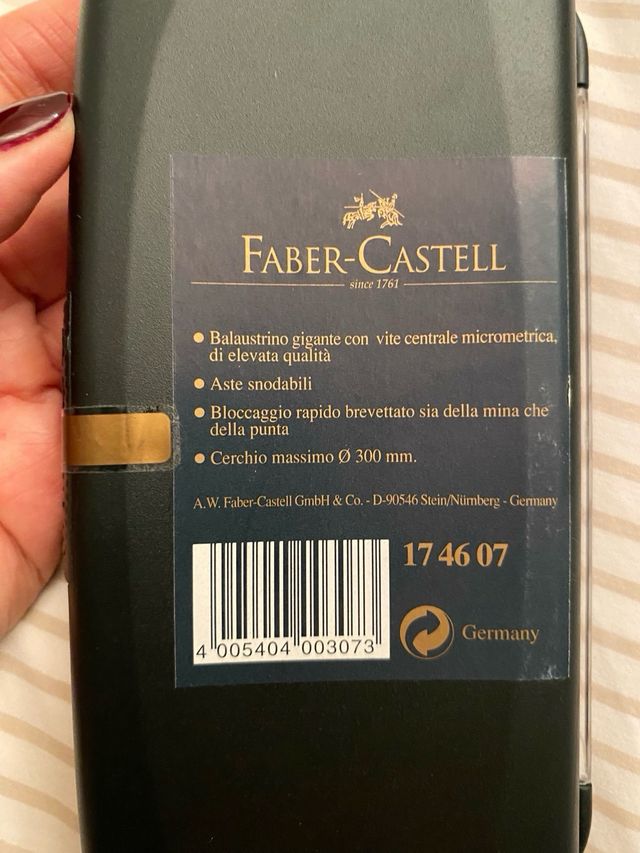 FABER-CASTELL
since 1761
● Balaustrino gigante con vite centrale micrometrica,
di elevata qualità
● Aste snodabili
● Bloccaggio rapido brevettato sia della mina che
della punta
● Cerchio massimo Ø 300 mm.
A.W. Faber-Castell GmbH & Co. - D-90546 Stein/Nürnberg - Germany
17 46 07
4 005404 003073
Germany